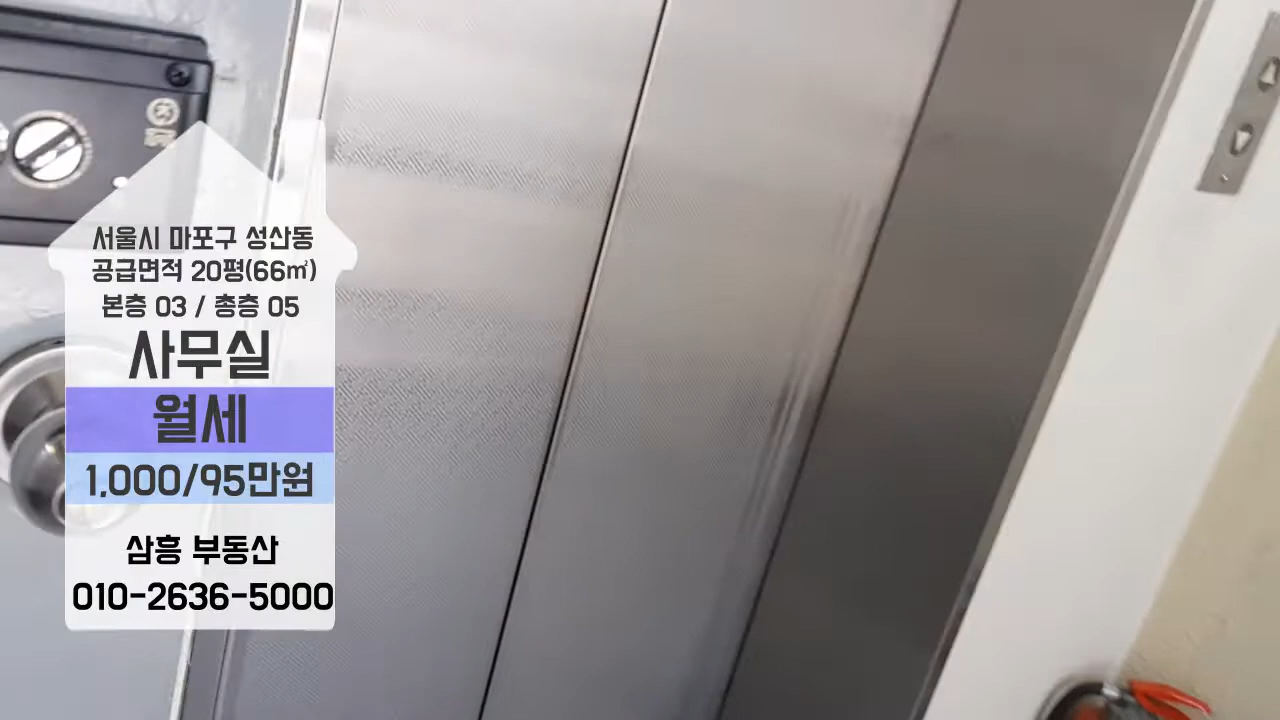 서울시 마포구 성산동
공급면적 20평(66㎡)
본층 03 / 총층 05
사무실
월세
1,000/95만원
삼흥 부동산
010-2636-5000